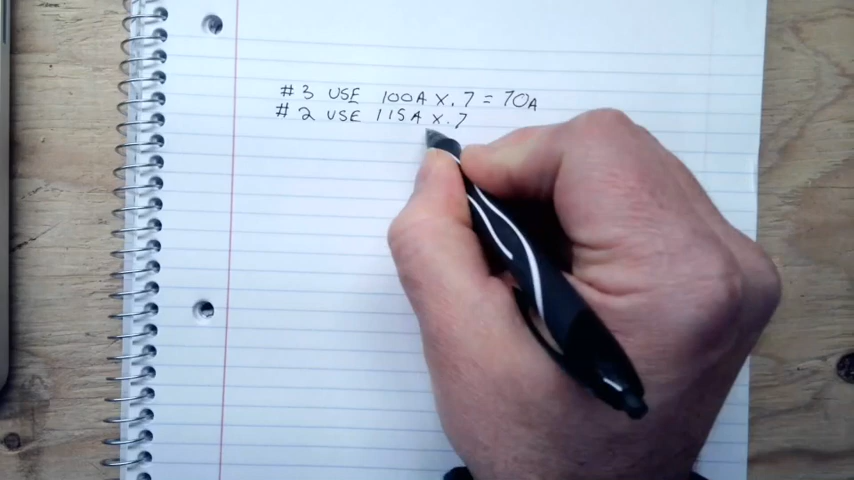 # 3 USE 100A X .7 = 70A
# 2 USE 115A X .7